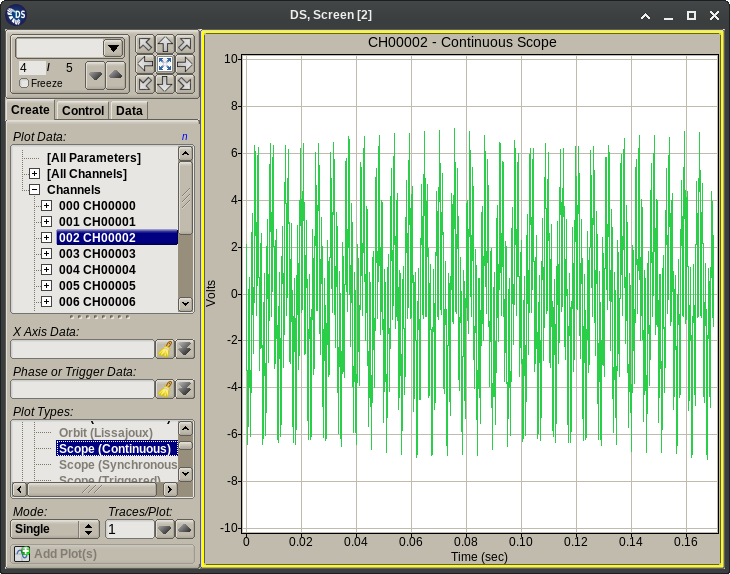 DS
DS, Screen [2]
4 / 5
Freeze
Create Control Data
Plot Data: n
[All Parameters]
[All Channels]
Channels
000 CH00000
001 CH00001
002 CH00002
003 CH00003
004 CH00004
005 CH00005
006 CH00006
X Axis Data:
Phase or Trigger Data:
Plot Types:
Orbit (Lissajoux)
Scope (Continuous)
Scope (Synchronous
Scope (Triggered)
Mode: Traces/Plot:
Single 1
Add Plot(s)
CH00002 - Continuous Scope
10
8
6
4
2
0
-2
-4
-6
-8
-10
Volts
0 0.02 0.04 0.06 0.08 0.10 0.12 0.14 0.16
Time (sec)